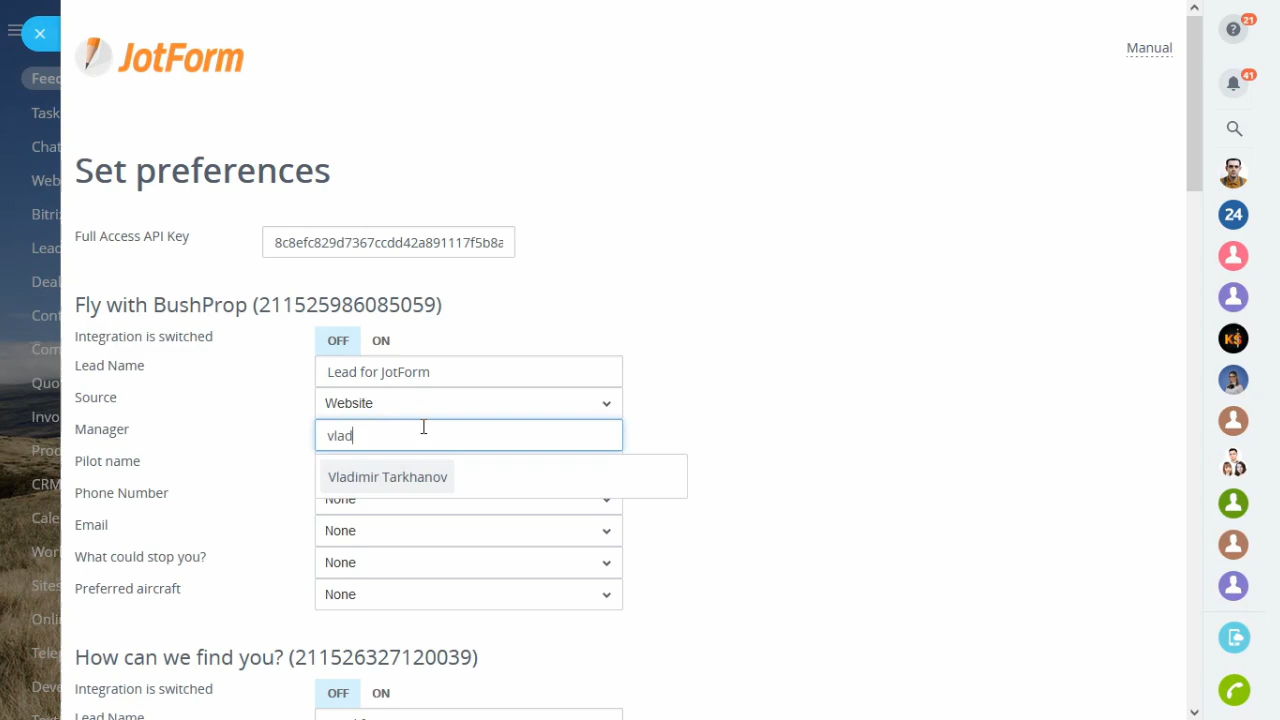 JotForm
Manual
21
41
Set preferences
Full Access API Key
8c8efc829d7367ccdd42a891117f5b8a
Fly with BushProp (211525986085059)
Integration is switched
OFF ON
Lead Name
Lead for JotForm
Source
Website
Manager
vlad
Pilot name
Vladimir Tarkhanov
Phone Number
None
Email
None
What could stop you?
None
Preferred aircraft
None
How can we find you? (211526327120039)
Integration is switched
OFF ON
Lead Name
Feed
Task
Chat
Web
Bitri
Lead
Deal
Cont
Com
Quo
Invo
Prod
CRM
Cale
Wor
Sites
Onli
Tele
Deve
24
K$